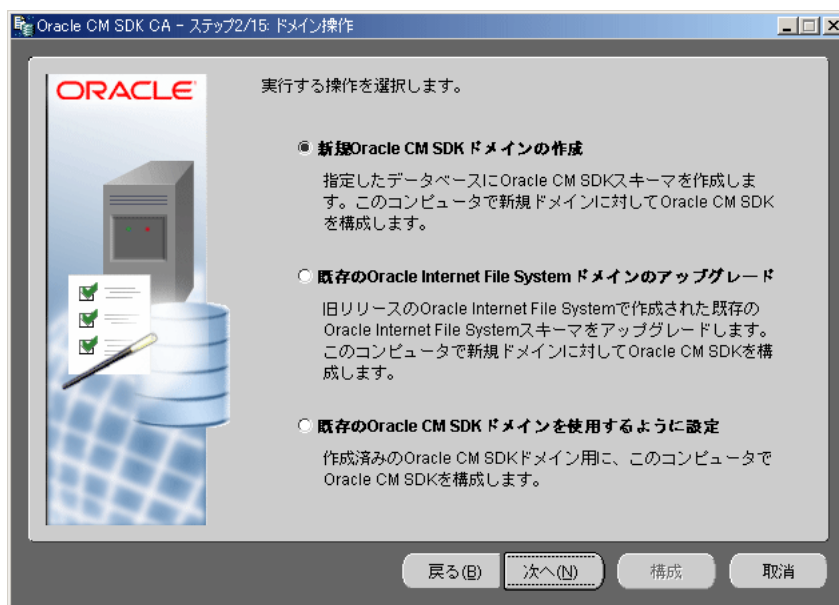 Oracle CM SDK CA - ステップ2/15: ドメイン操作
ORACLE
実行する操作を選択します。
新規Oracle CM SDKドメインの作成
指定したデータベースにOracle CM SDKスキーマを作成しま
す。このコンピュータで新規ドメインに対してOracle CM SDK
を構成します。
既存のOracle Internet File Systemドメインのアップグレード
旧リリースのOracle Internet File Systemで作成された既存の
Oracle Internet File Systemスキーマをアップグレードします。
このコンピュータで新規ドメインに対してOracle CM SDKを構
成します。
既存のOracle CM SDKドメインを使用するように設定
作成済みのOracle CM SDKドメイン用に、このコンピュータで
Oracle CM SDKを構成します。
戻る(B) 次へ(N) 構成 取消